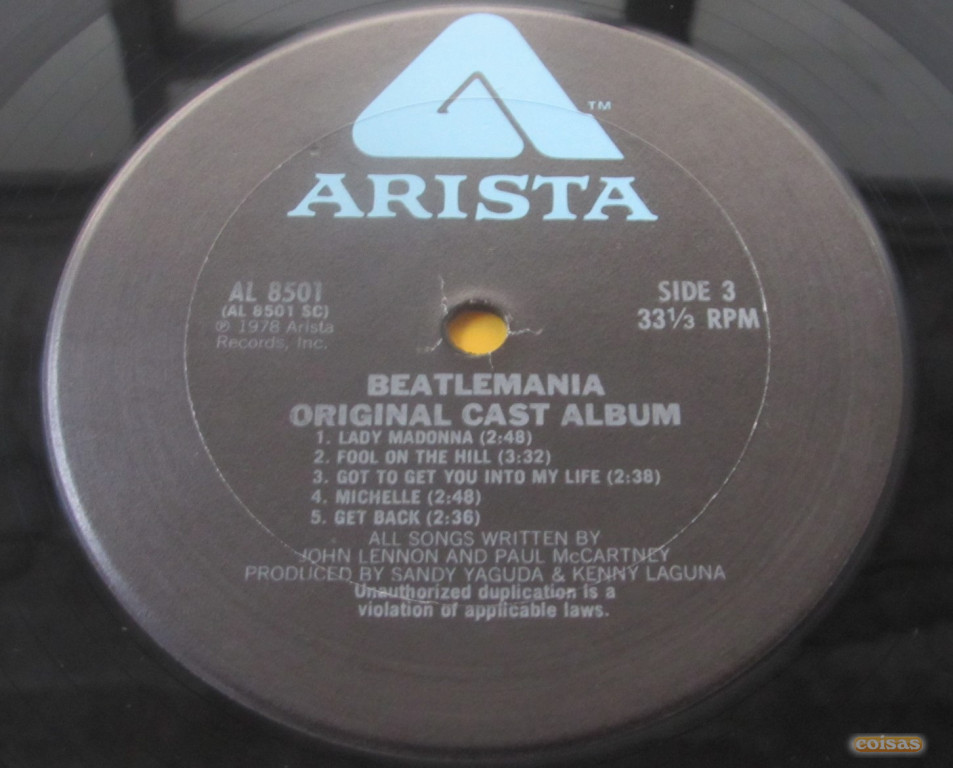 TM
ARISTA
AL 8501
(AL 8501 SC)
℗ 1978 Arista
Records, Inc.
SIDE 3
33⅓ RPM
BEATLEMANIA
ORIGINAL CAST ALBUM
1. LADY MADONNA (2:48)
2. FOOL ON THE HILL (3:32)
3. GOT TO GET YOU INTO MY LIFE (2:38)
4. MICHELLE (2:48)
5. GET BACK (2:36)
ALL SONGS WRITTEN BY
JOHN LENNON AND PAUL McCARTNEY
PRODUCED BY SANDY YAGUDA & KENNY LAGUNA
Unauthorized duplication is a
violation of applicable laws.
coisas